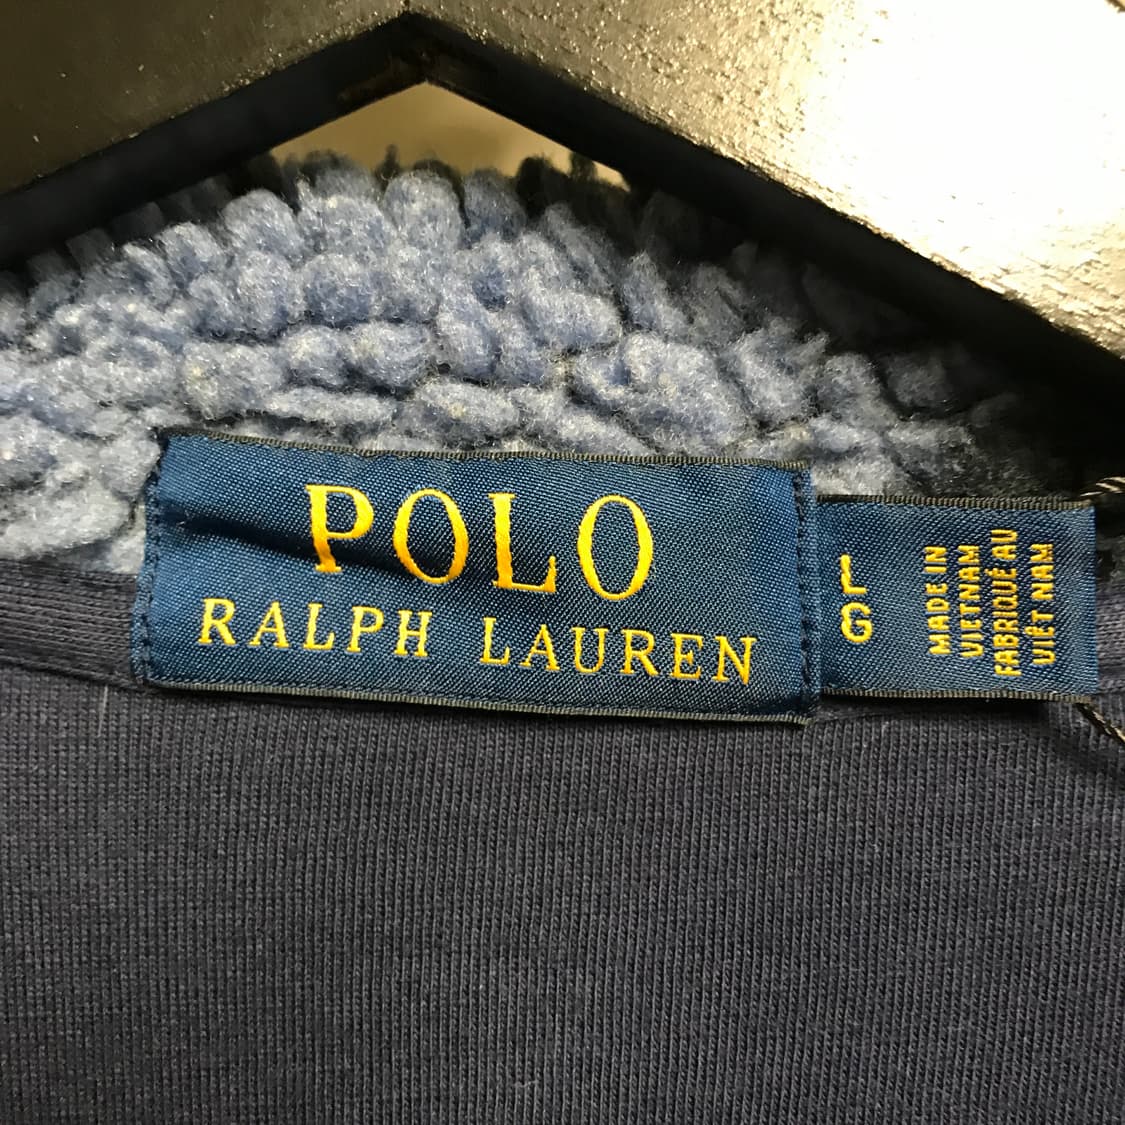 POLO
RALPH LAUREN
L
G
MADE IN
VIETNAM
FABRIQUÉ AU
VIÊT NAM